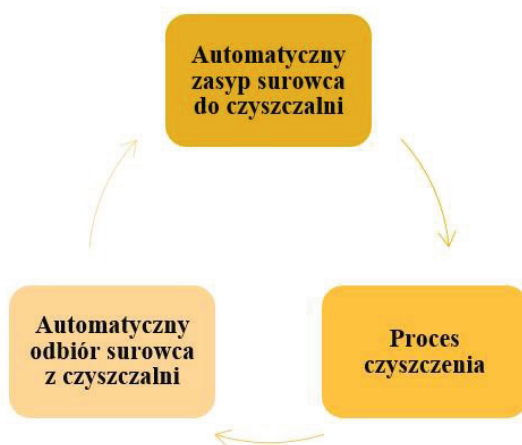 Automatyczny
zasyp surowca
do czyszczalni
Proces
czyszczenia
Automatyczny
odbiór surowca
z czyszczalni